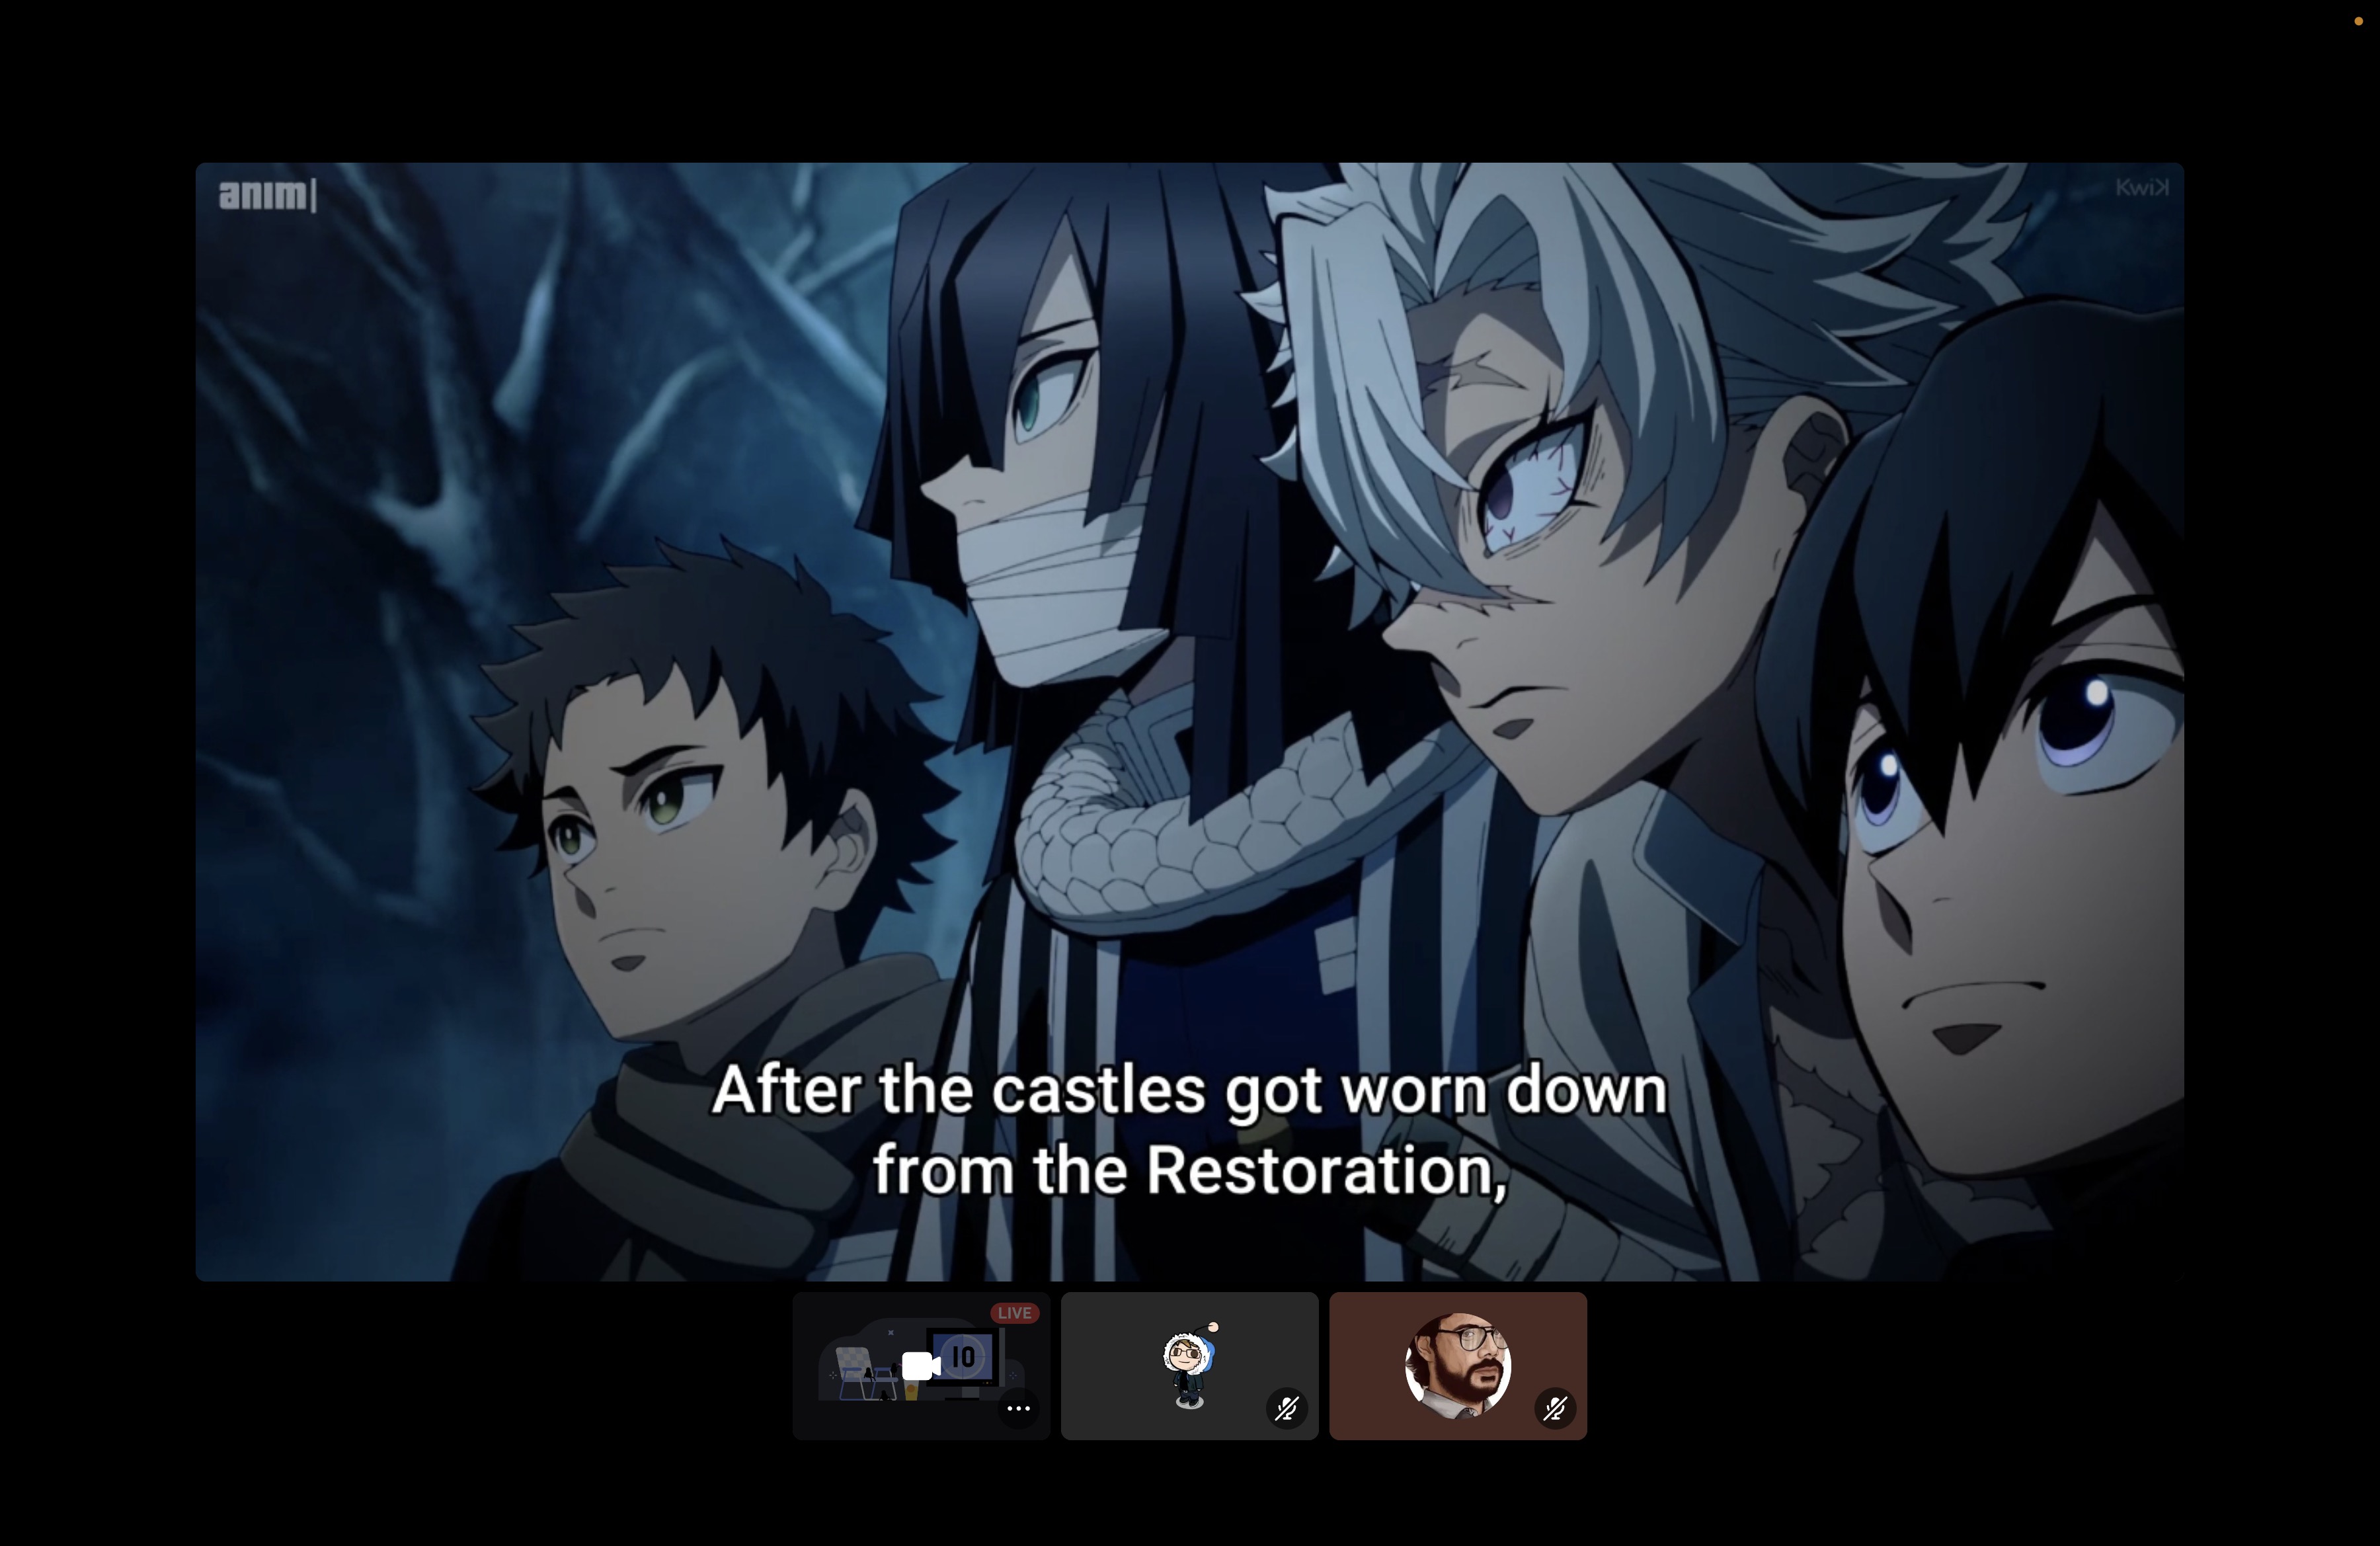 anim|
KwiK
After the castles got worn down
from the Restoration,
LIVE
10